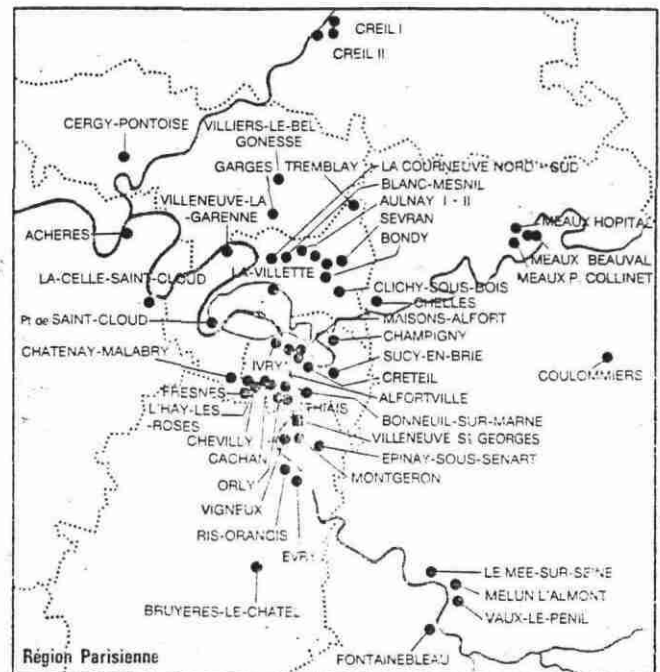 CREIL I
CREIL II
CERGY-PONTOISE
VILLIERS-LE-BEL
GONESSE
GARGES
TREMBLAY
LA COURNEUVE NORD - SUD
BLANC-MESNIL
AULNAY I - II
VILLENEUVE-LA-
GARENNE
SEVRAN
BONDY
ACHERES
MEAUX HOPITAL
MEAUX BEAUVAL
MEAUX P. COLLINET
LA-CELLE-SAINT-CLOUD
LA-VILLETTE
CLICHY-SOUS-BOIS
CHELLES
MAISONS-ALFORT
Pt de SAINT-CLOUD
CHAMPIGNY
CHATENAY-MALABRY
IVRY
SUCY-EN-BRIE
COULOMMIERS
CRETEIL
FRESNES
ALFORTVILLE
L'HAY-LES
-ROSES
THIAIS
BONNEUIL-SUR-MARNE
CHEVILLY
VILLENEUVE St GEORGES
CACHAN
EPINAY-SOUS-SENART
ORLY
MONTGERON
VIGNEUX
RIS-ORANGIS
EVRY
LE MEE-SUR-SEINE
MELUN L'ALMONT
VAUX-LE-PENIL
BRUYERES-LE-CHATEL
FONTAINEBLEAU
Région Parisienne